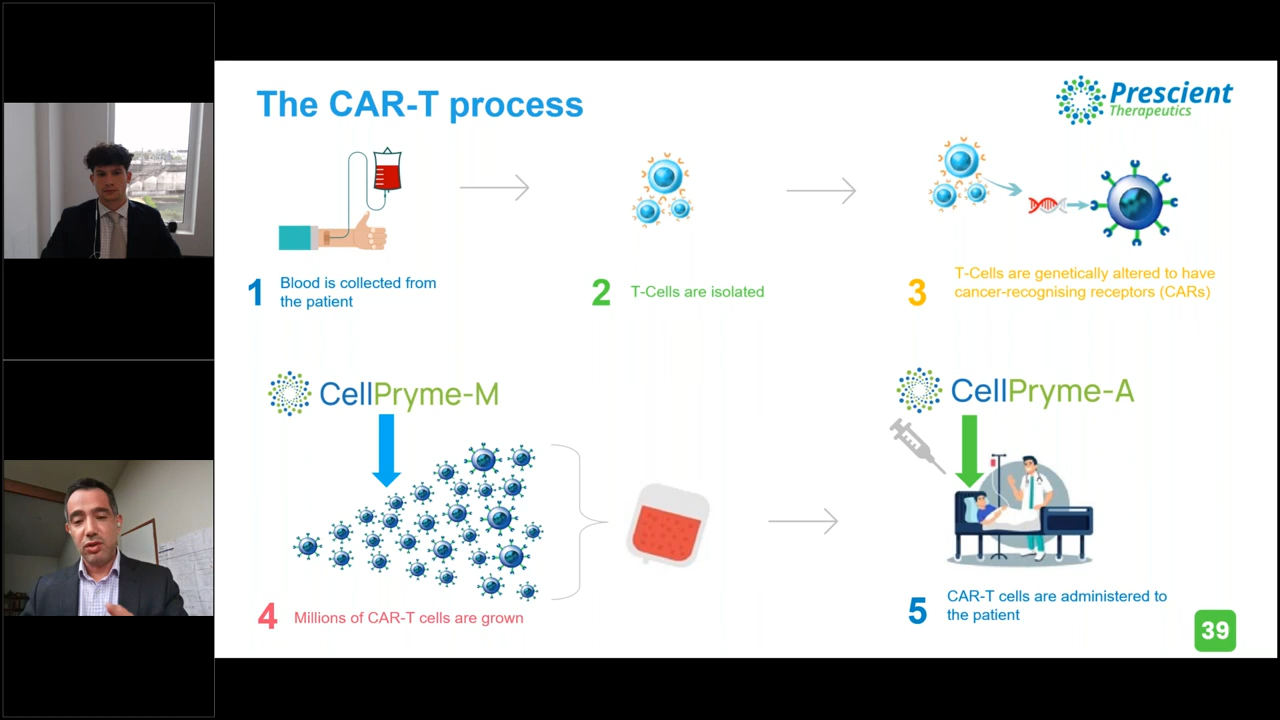 The CAR-T process
Prescient
Therapeutics
1
Blood is collected from
the patient
2
T-Cells are isolated
3
T-Cells are genetically altered to have
cancer-recognising receptors (CARs)
CellPryme-M
CellPryme-A
4
Millions of CAR-T cells are grown
5
CAR-T cells are administered to
the patient
39